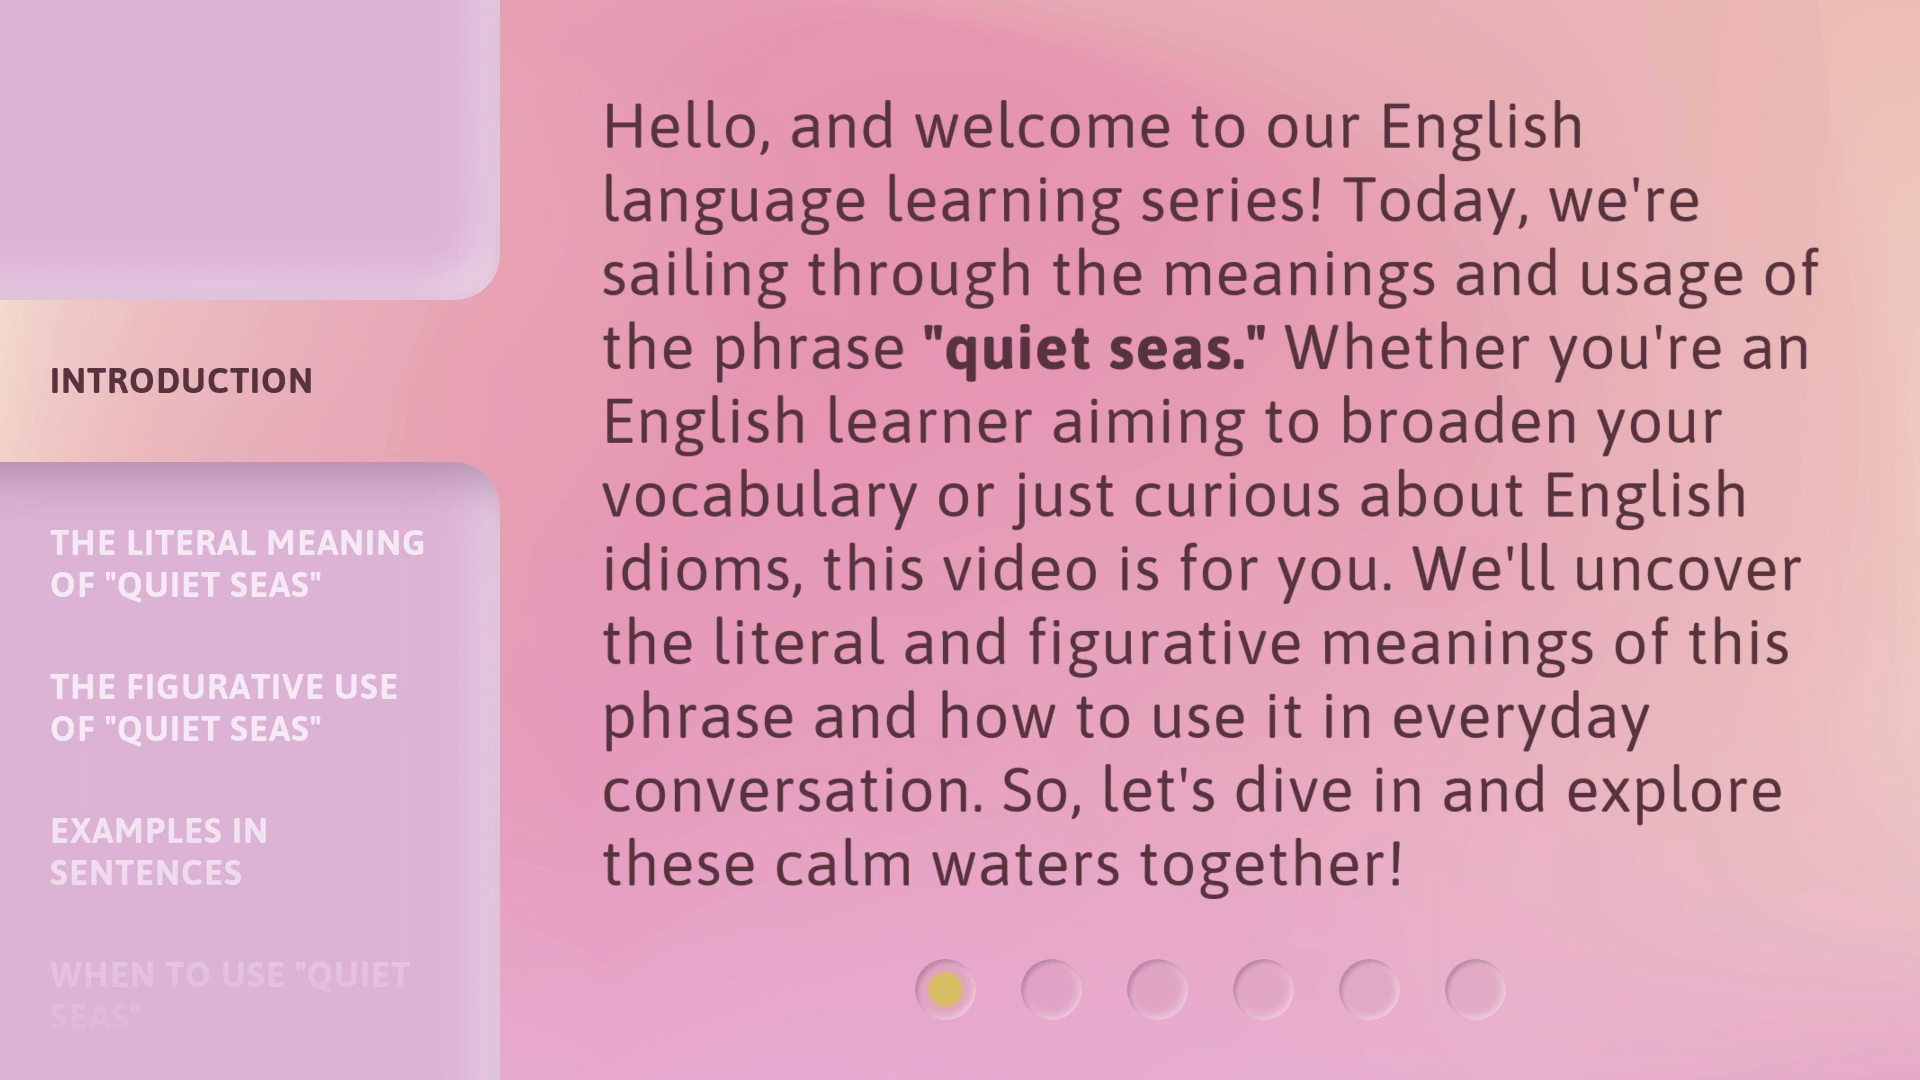 INTRODUCTION
THE LITERAL MEANING
OF "QUIET SEAS"
THE FIGURATIVE USE
OF "QUIET SEAS"
EXAMPLES IN
SENTENCES
WHEN TO USE "QUIET
SEAS"
Hello, and welcome to our English
language learning series! Today, we're
sailing through the meanings and usage of
the phrase "quiet seas." Whether you're an
English learner aiming to broaden your
vocabulary or just curious about English
idioms, this video is for you. We'll uncover
the literal and figurative meanings of this
phrase and how to use it in everyday
conversation. So, let's dive in and explore
these calm waters together!